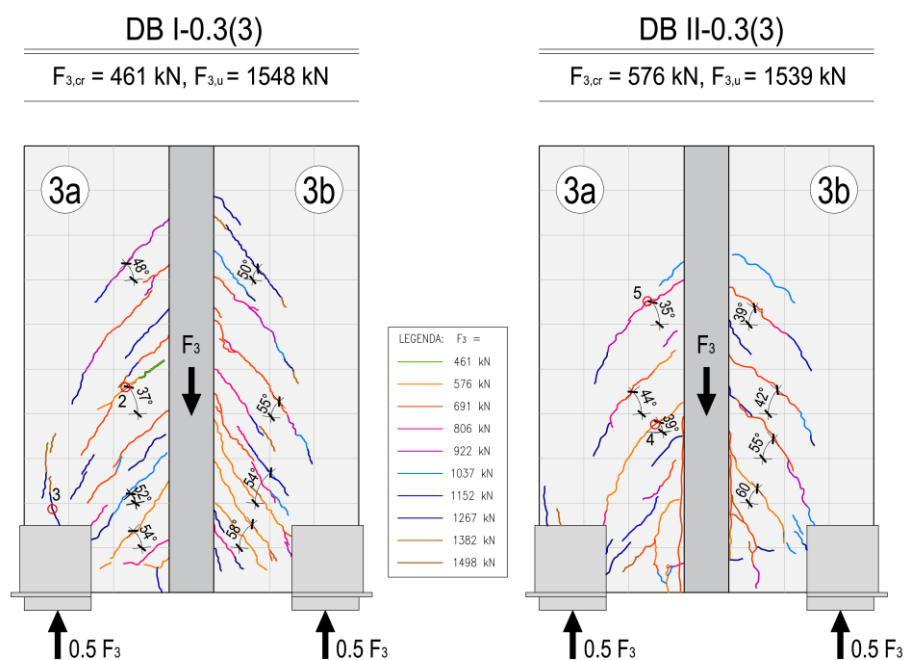 DB I-0.3(3)
F3,cr = 461 kN, F3,u = 1548 kN
3a
3b
48°
50°
F3
2
37°
55°
3
52°
54°
54°
58°
0.5 F3
0.5 F3
LEGENDA: F3 =
461 kN
576 kN
691 kN
806 kN
922 kN
1037 kN
1152 kN
1267 kN
1382 kN
1498 kN
DB II-0.3(3)
F3,cr = 576 kN, F3,u = 1539 kN
3a
3b
5
35°
39°
F3
44°
42°
4
39°
55°
60
0.5 F3
0.5 F3